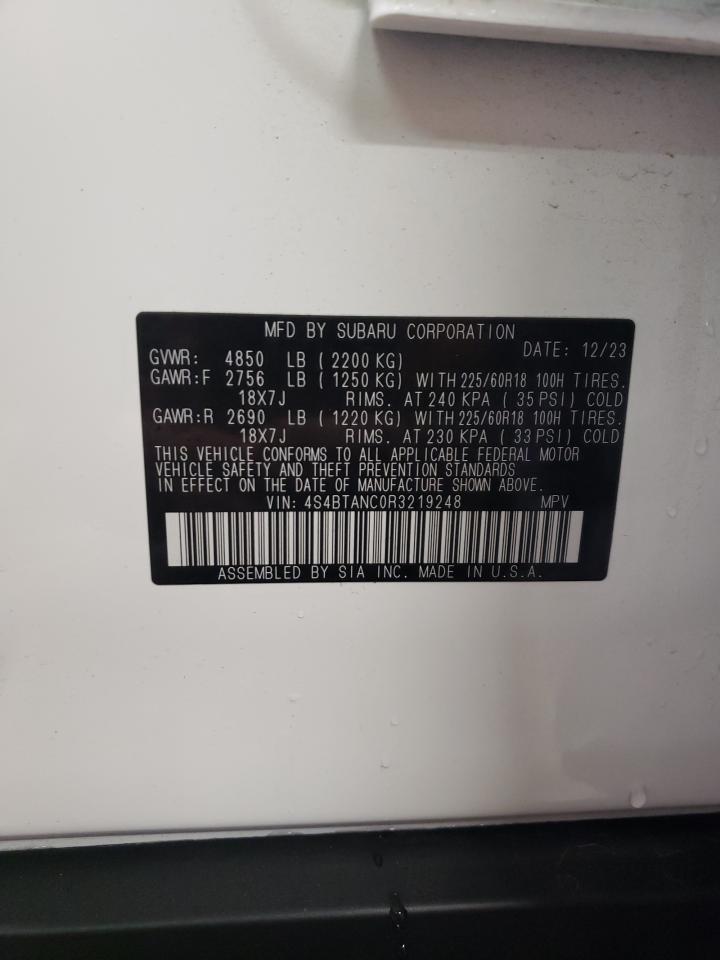 MFD BY SUBARU CORPORATION
DATE: 12/23
GVWR: 4850 LB ( 2200 KG)
GAWR:F 2756 LB ( 1250 KG) WITH 225/60R18 100H TIRES.
18X7J RIMS. AT 240 KPA ( 35 PSI) COLD
GAWR:R 2690 LB ( 1220 KG) WITH 225/60R18 100H TIRES.
18X7J RIMS. AT 230 KPA ( 33 PSI) COLD
THIS VEHICLE CONFORMS TO ALL APPLICABLE FEDERAL MOTOR
VEHICLE SAFETY AND THEFT PREVENTION STANDARDS
IN EFFECT ON THE DATE OF MANUFACTURE SHOWN ABOVE.
VIN: 4S4BTANC0R3219248 MPV
ASSEMBLED BY SIA INC. MADE IN U.S.A.